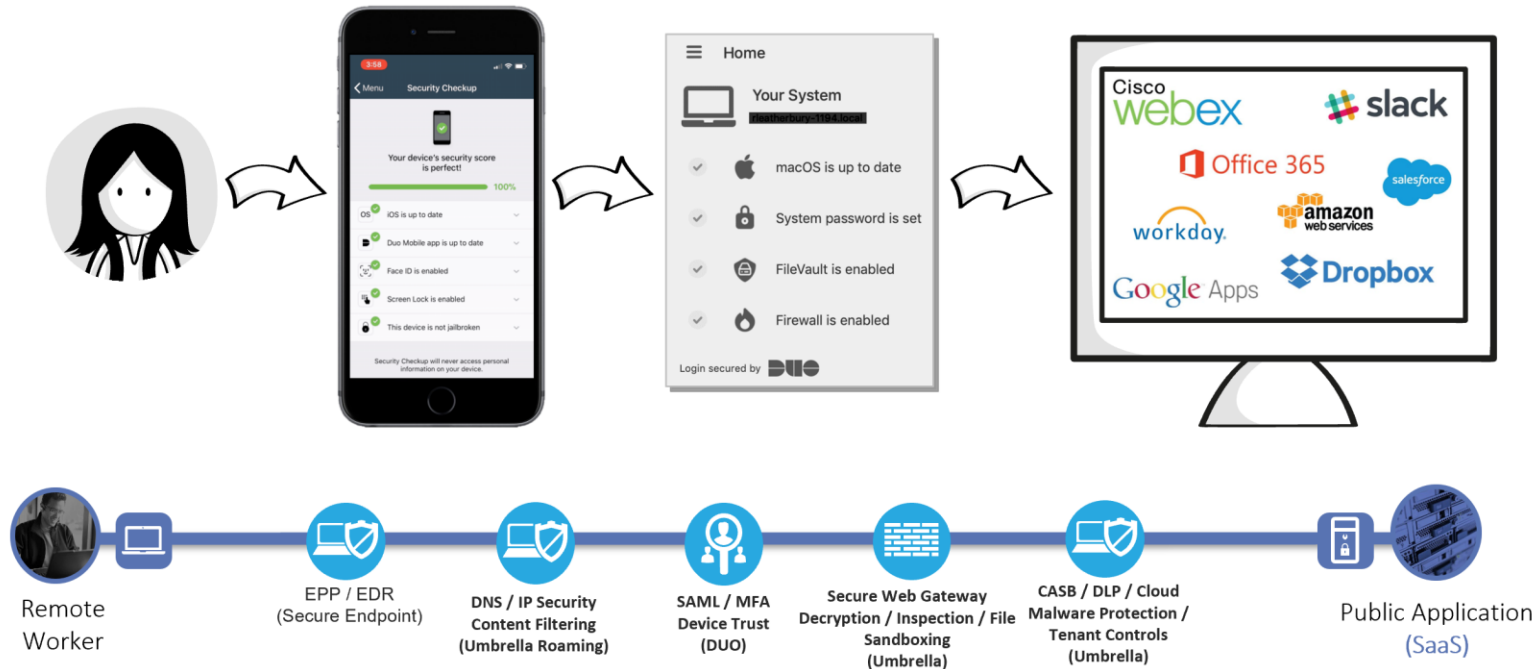 3:58
Menu
Security Checkup
Your device's security score
is perfect!
100%
OS
iOS is up to date
Duo Mobile app is up to date
Face ID is enabled
Screen Lock is enabled
This device is not jailbroken
Security Checkup will never access personal
information on your device.
Home
Your System
rleatherbury-1194.local
macOS is up to date
System password is set
FileVault is enabled
Firewall is enabled
Login secured by DUO
Cisco
webex
slack
Office 365
salesforce
workday.
amazon
web services
Google Apps
Dropbox
Remote
Worker
EPP / EDR
(Secure Endpoint)
DNS / IP Security
Content Filtering
(Umbrella Roaming)
SAML / MFA
Device Trust
(DUO)
Secure Web Gateway
Decryption / Inspection / File
Sandboxing
(Umbrella)
CASB / DLP / Cloud
Malware Protection /
Tenant Controls
(Umbrella)
Public Application
(SaaS)